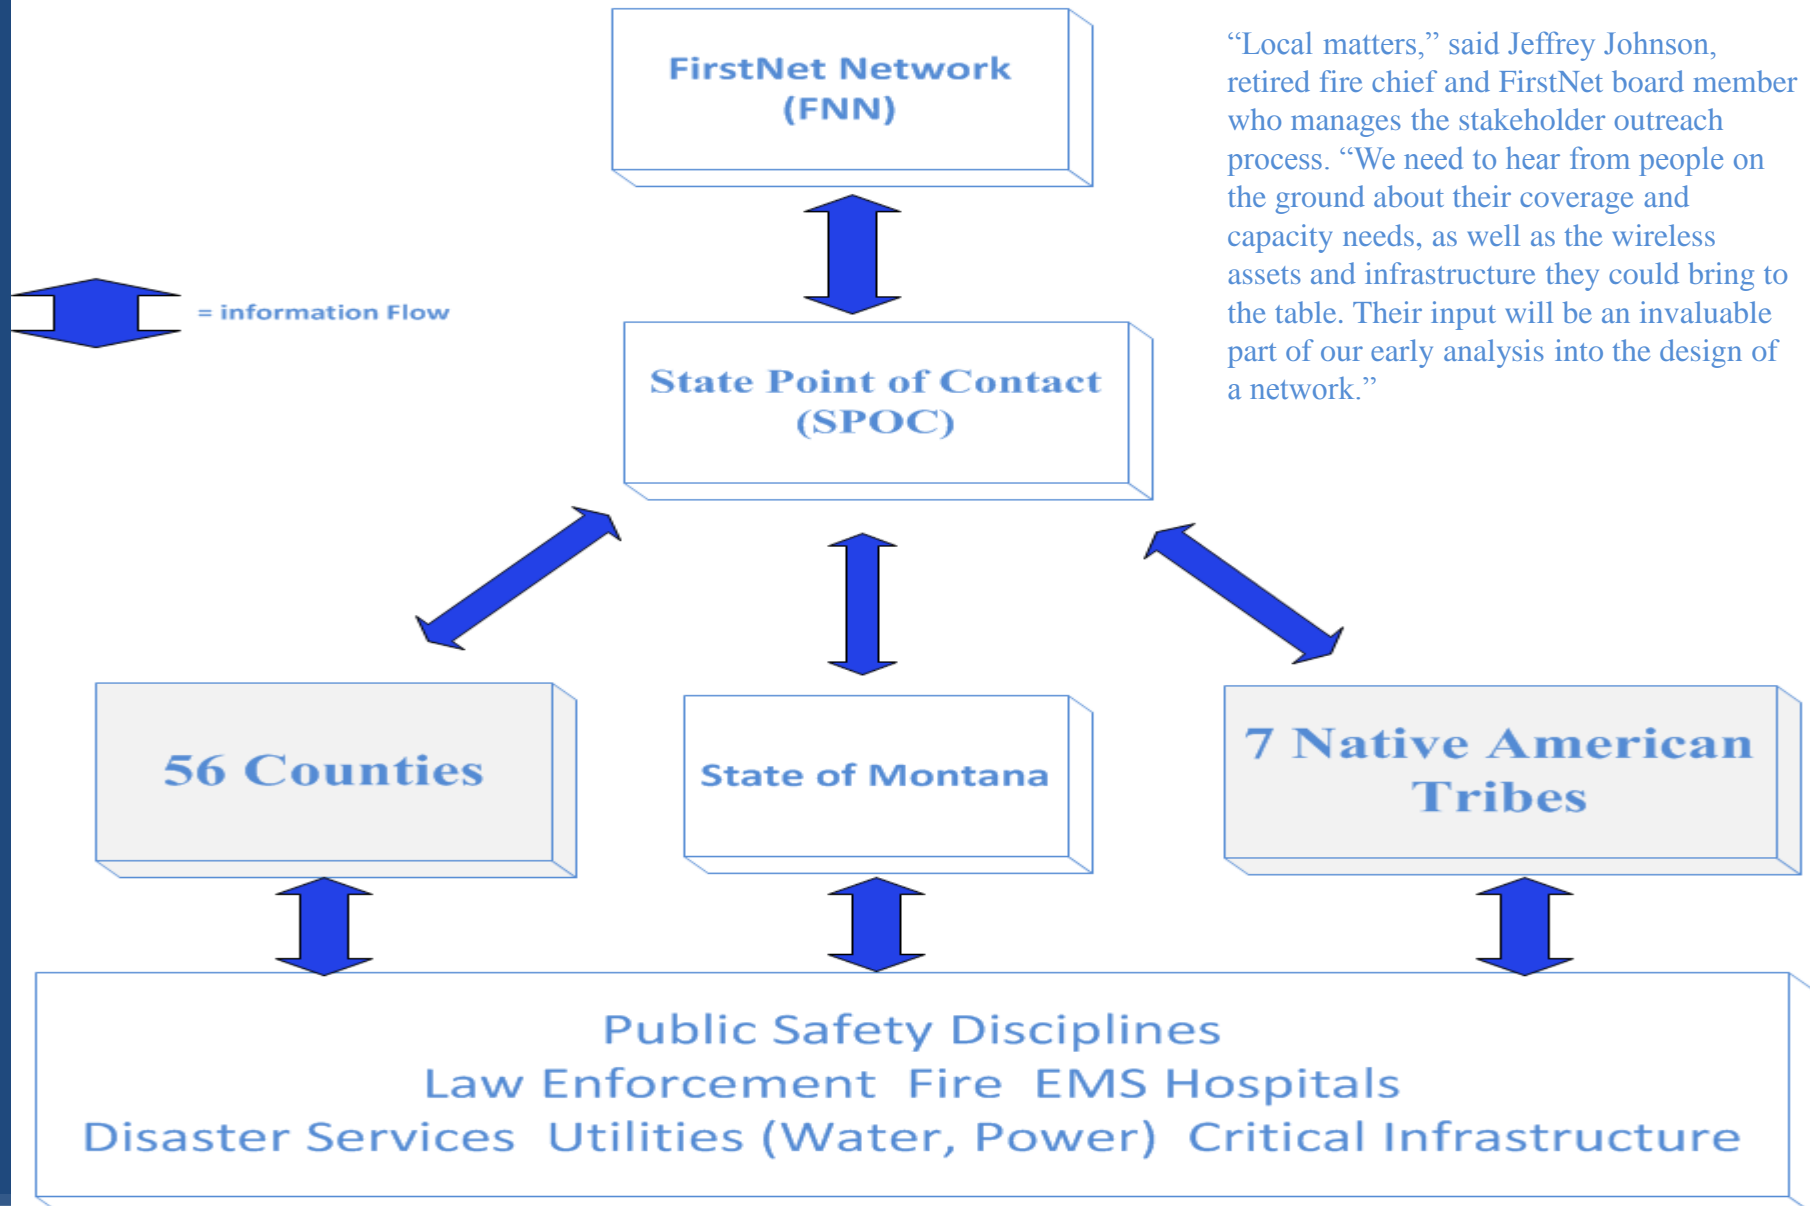 FirstNet Network
(FNN)
“Local matters,” said Jeffrey Johnson,
retired fire chief and FirstNet board member
who manages the stakeholder outreach
process. “We need to hear from people on
the ground about their coverage and
capacity needs, as well as the wireless
assets and infrastructure they could bring to
the table. Their input will be an invaluable
part of our early analysis into the design of
a network.”
= information Flow
State Point of Contact
(SPOC)
56 Counties
State of Montana
7 Native American
Tribes
Public Safety Disciplines
Law Enforcement Fire EMS Hospitals
Disaster Services Utilities (Water, Power) Critical Infrastructure